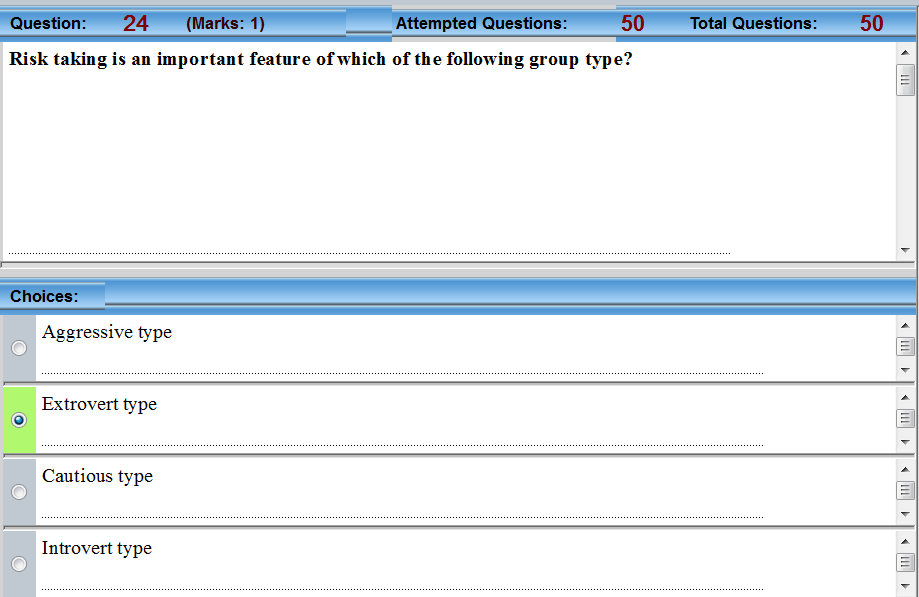 Question: 24 (Marks: 1) Attempted Questions: 50 Total Questions: 50
Risk taking is an important feature of which of the following group type?
Choices:
Aggressive type
Extrovert type
Cautious type
Introvert type